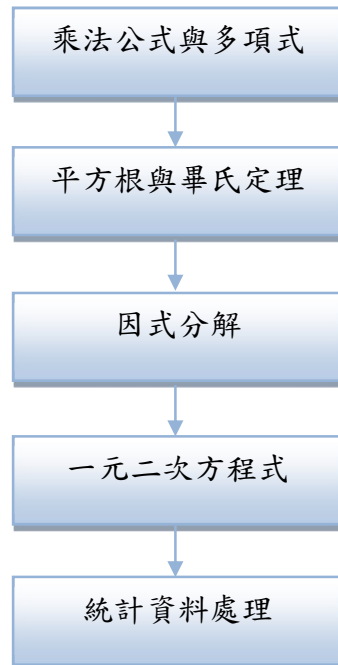 乘法公式與多項式
平方根與畢氏定理
因式分解
一元二次方程式
統計資料處理